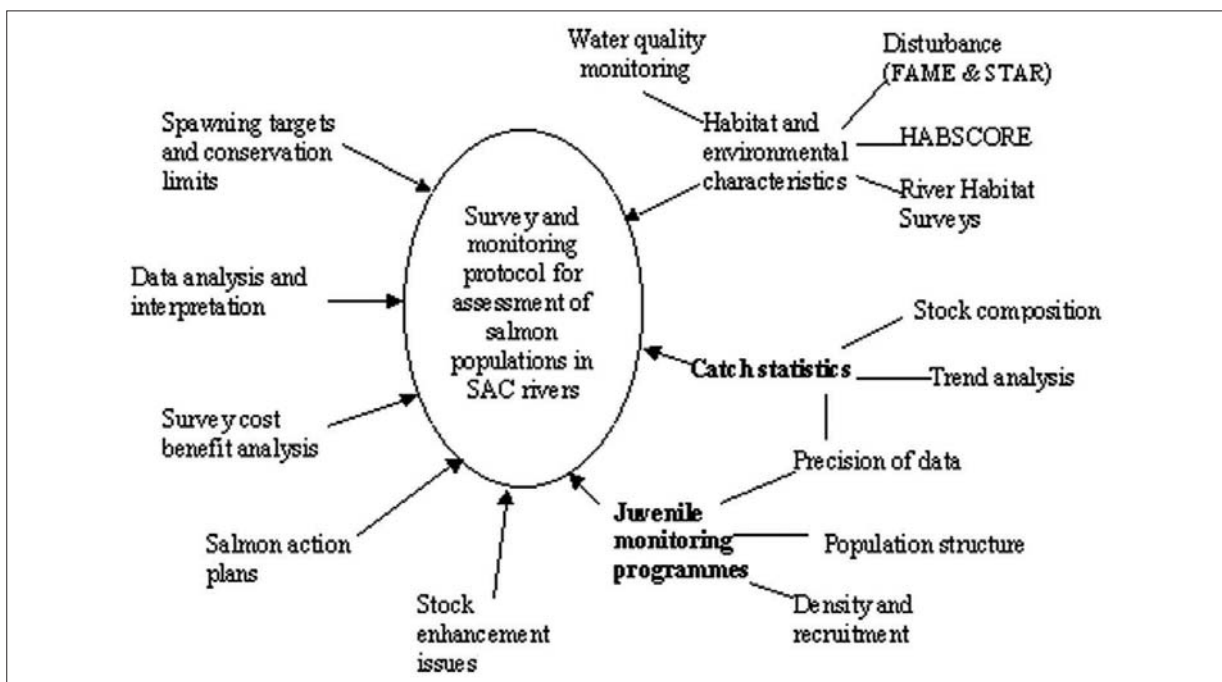 Water quality
monitoring
Disturbance
(FAME & STAR)
Spawning targets
and conservation
limits
Habitat and
environmental
characteristics
HABSCORE
River Habitat
Surveys
Survey and
monitoring
protocol for
assessment of
salmon
populations in
SAC rivers
Data analysis and
interpretation
Stock composition
Catch statistics
Trend analysis
Survey cost
benefit analysis
Precision of data
Juvenile
monitoring
programmes
Population structure
Salmon action
plans
Density and
recruitment
Stock
enhancement
issues